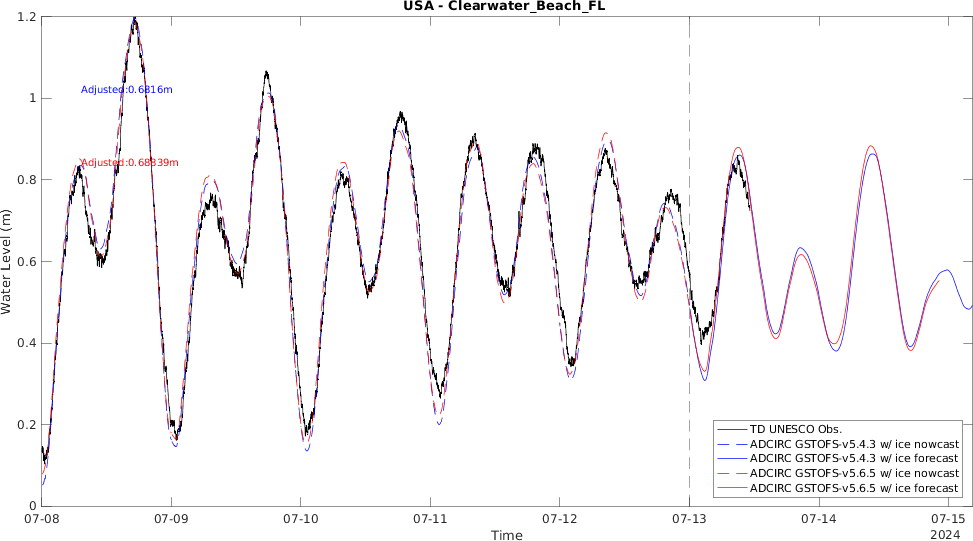 USA - Clearwater_Beach_FL
1.2
1
0.8
0.6
0.4
0.2
0
Water Level (m)
Adjusted:0.6816m
Adjusted:0.68339m
TD UNESCO Obs.
ADCIRC GSTOFS-v5.4.3 w/ ice nowcast
ADCIRC GSTOFS-v5.4.3 w/ ice forecast
ADCIRC GSTOFS-v5.6.5 w/ ice nowcast
ADCIRC GSTOFS-v5.6.5 w/ ice forecast
07-08 07-09 07-10 07-11 07-12 07-13 07-14 07-15
Time
2024